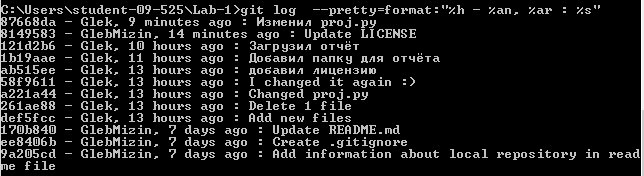 C:\Users\student-09-525\Lab-1>git log  --pretty=format:"%h - %an, %ar : %s"
87668da - Glek, 9 minutes ago : Изменил proj.py
8149583 - GlebMizin, 14 minutes ago : Update LICENSE
121d2b6 - Glek, 10 hours ago : Загрузил отчёт
1b19aae - Glek, 11 hours ago : Добавил папку для отчёта
ab515ee - Glek, 13 hours ago : добавил лицензию
58f9611 - Glek, 13 hours ago : I changed it again :)
a221a44 - Glek, 13 hours ago : Changed proj.py
261ae88 - Glek, 13 hours ago : Delete 1 file
def5fcc - Glek, 13 hours ago : Add new files
170b840 - GlebMizin, 7 days ago : Update README.md
ee8406b - GlebMizin, 7 days ago : Create .gitignore
9a205cd - GlebMizin, 7 days ago : Add information about local repository in read
me file